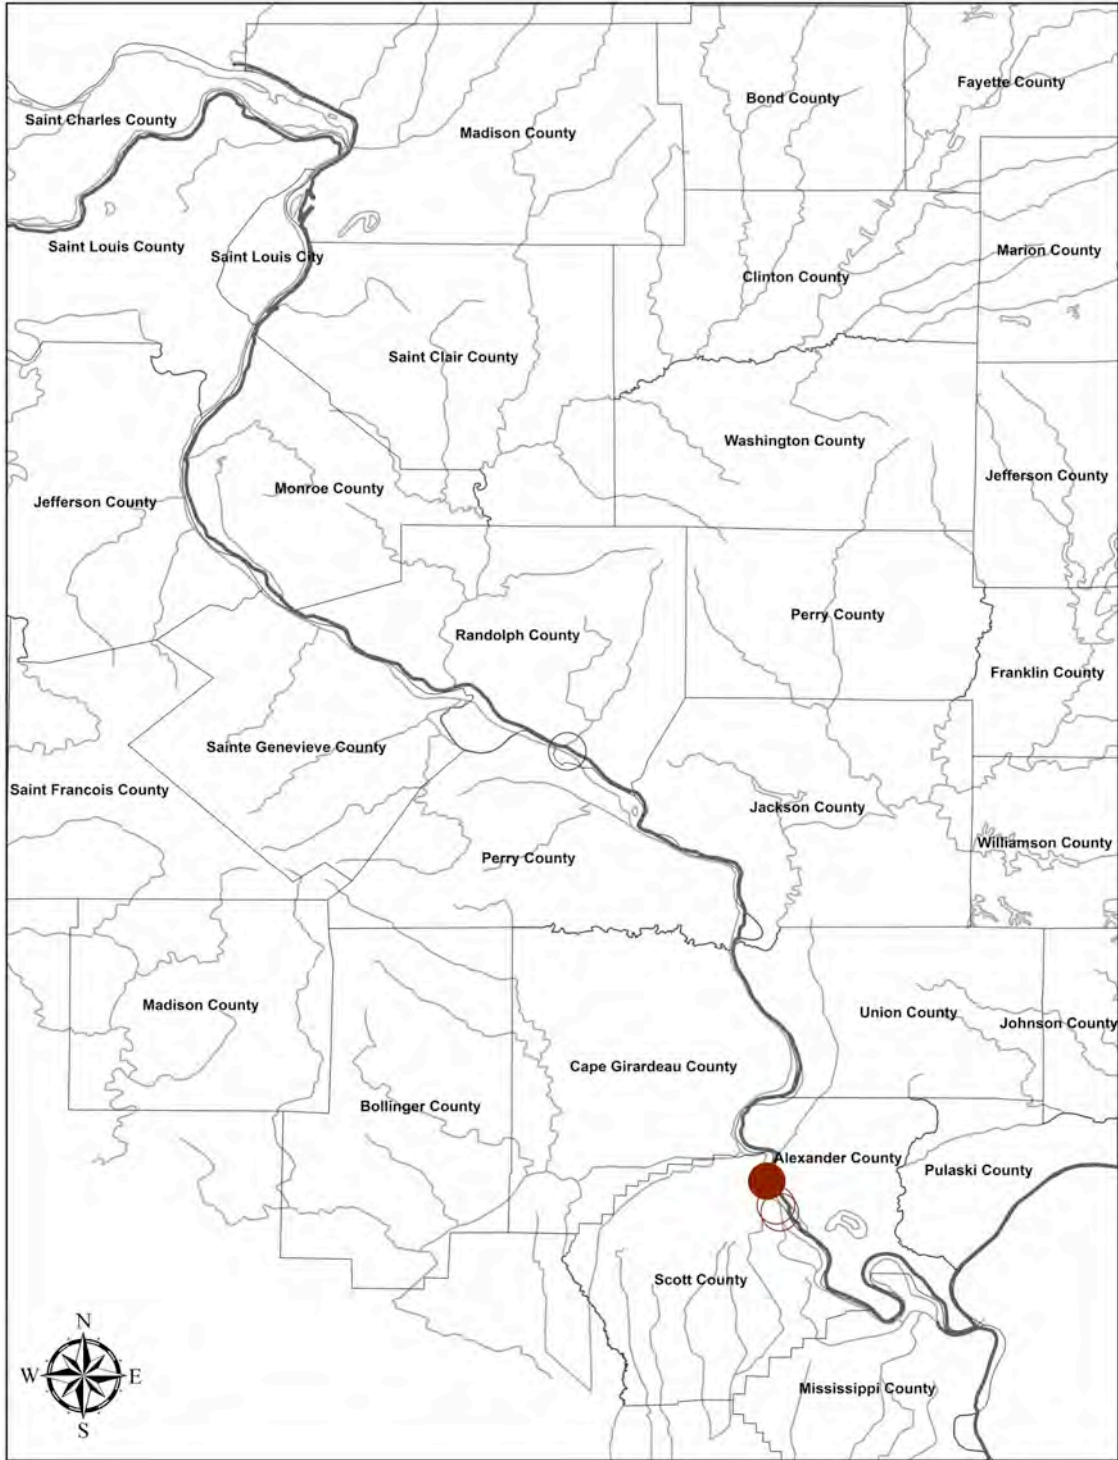 Fayette County
Bond County
Saint Charles County
Madison County
Saint Louis County
Saint Louis City
Marion County
Clinton County
Saint Clair County
Washington County
Jefferson County
Monroe County
Jefferson County
Perry County
Randolph County
Franklin County
Sainte Genevieve County
Saint Francois County
Jackson County
Williamson County
Perry County
Madison County
Union County
Johnson County
Cape Girardeau County
Bollinger County
Alexander County
Pulaski County
Scott County
N
W
E
S
Mississippi County